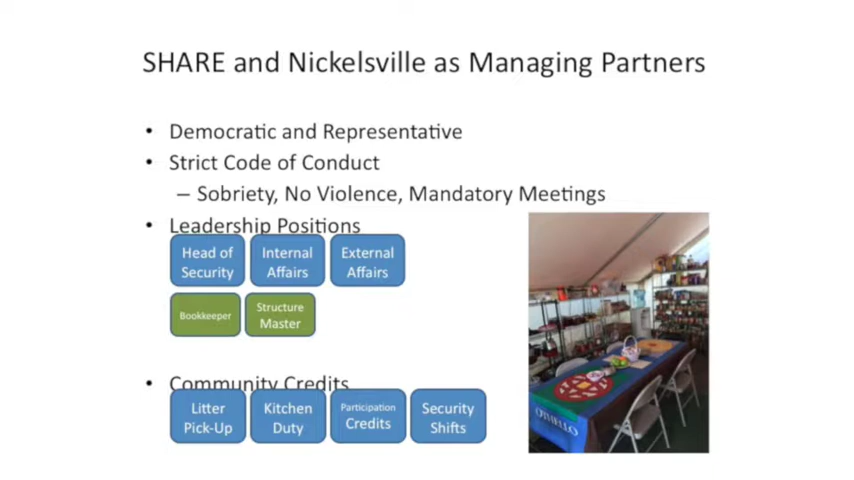 SHARE and Nickelsville as Managing Partners
• Democratic and Representative
• Strict Code of Conduct
– Sobriety, No Violence, Mandatory Meetings
• Leadership Positions
Head of
Security
Internal
Affairs
External
Affairs
Bookkeeper
Structure
Master
• Community Credits
Litter
Pick-Up
Kitchen
Duty
Participation
Credits
Security
Shifts
OTHELLO